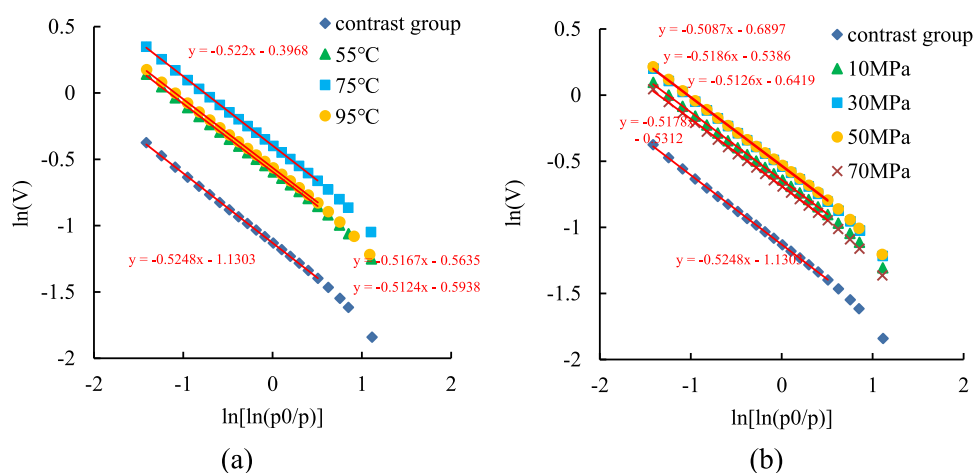 0.5
0
-0.5
-1
-1.5
-2
ln(V)
y = -0.522x - 0.3968
contrast group
55°C
75°C
95°C
y = -0.5248x - 1.1303
y = -0.5167x - 0.5635
y = -0.5124x - 0.5938
-2
-1
0
1
2
ln[ln(p0/p)]
(a)
0.5
0
-0.5
-1
-1.5
-2
ln(V)
y = -0.5087x - 0.6897
y = -0.5186x - 0.5386
y = -0.5126x - 0.6419
y = -0.5178x
- 0.5312
contrast group
10MPa
30MPa
50MPa
70MPa
y = -0.5248x - 1.1303
-2
-1
0
1
2
ln[ln(p0/p)]
(b)